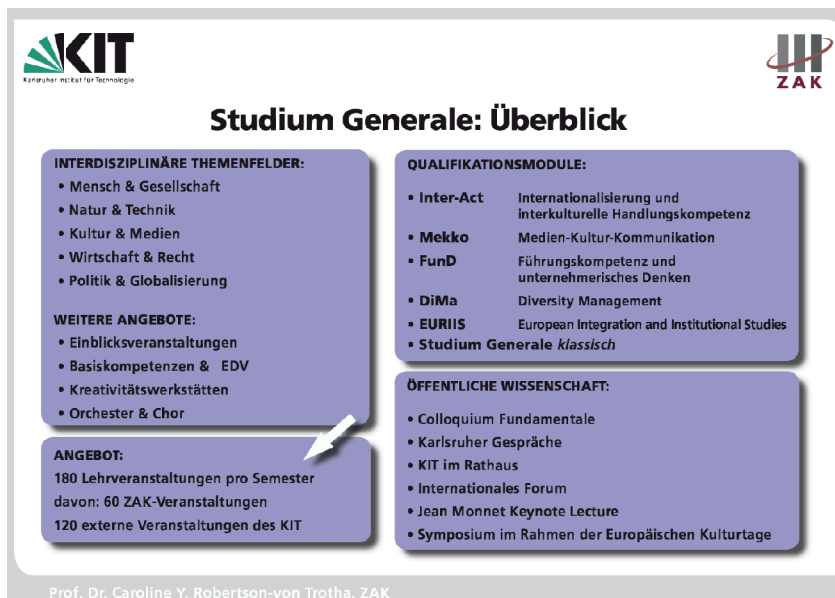 KIT
Karlsruher Institut für Technologie
ZAK
Studium Generale: Überblick
INTERDISZIPLINÄRE THEMENFELDER:
• Mensch & Gesellschaft
• Natur & Technik
• Kultur & Medien
• Wirtschaft & Recht
• Politik & Globalisierung
WEITERE ANGEBOTE:
• Einblicksveranstaltungen
• Basiskompetenzen & EDV
• Kreativitätswerkstätten
• Orchester & Chor
ANGEBOT:
180 Lehrveranstaltungen pro Semester
davon: 60 ZAK-Veranstaltungen
120 externe Veranstaltungen des KIT
QUALIFIKATIONSMODULE:
• Inter-Act Internationalisierung und
interkulturelle Handlungskompetenz
• Mekko Medien-Kultur-Kommunikation
• FunD Führungskompetenz und
unternehmerisches Denken
• DiMa Diversity Management
• EURIIS European Integration and Institutional Studies
• Studium Generale klassisch
ÖFFENTLICHE WISSENSCHAFT:
• Colloquium Fundamentale
• Karlsruher Gespräche
• KIT im Rathaus
• Internationales Forum
• Jean Monnet Keynote Lecture
• Symposium im Rahmen der Europäischen Kulturtage
Prof. Dr. Caroline Y. Robertson-von Trotha, ZAK